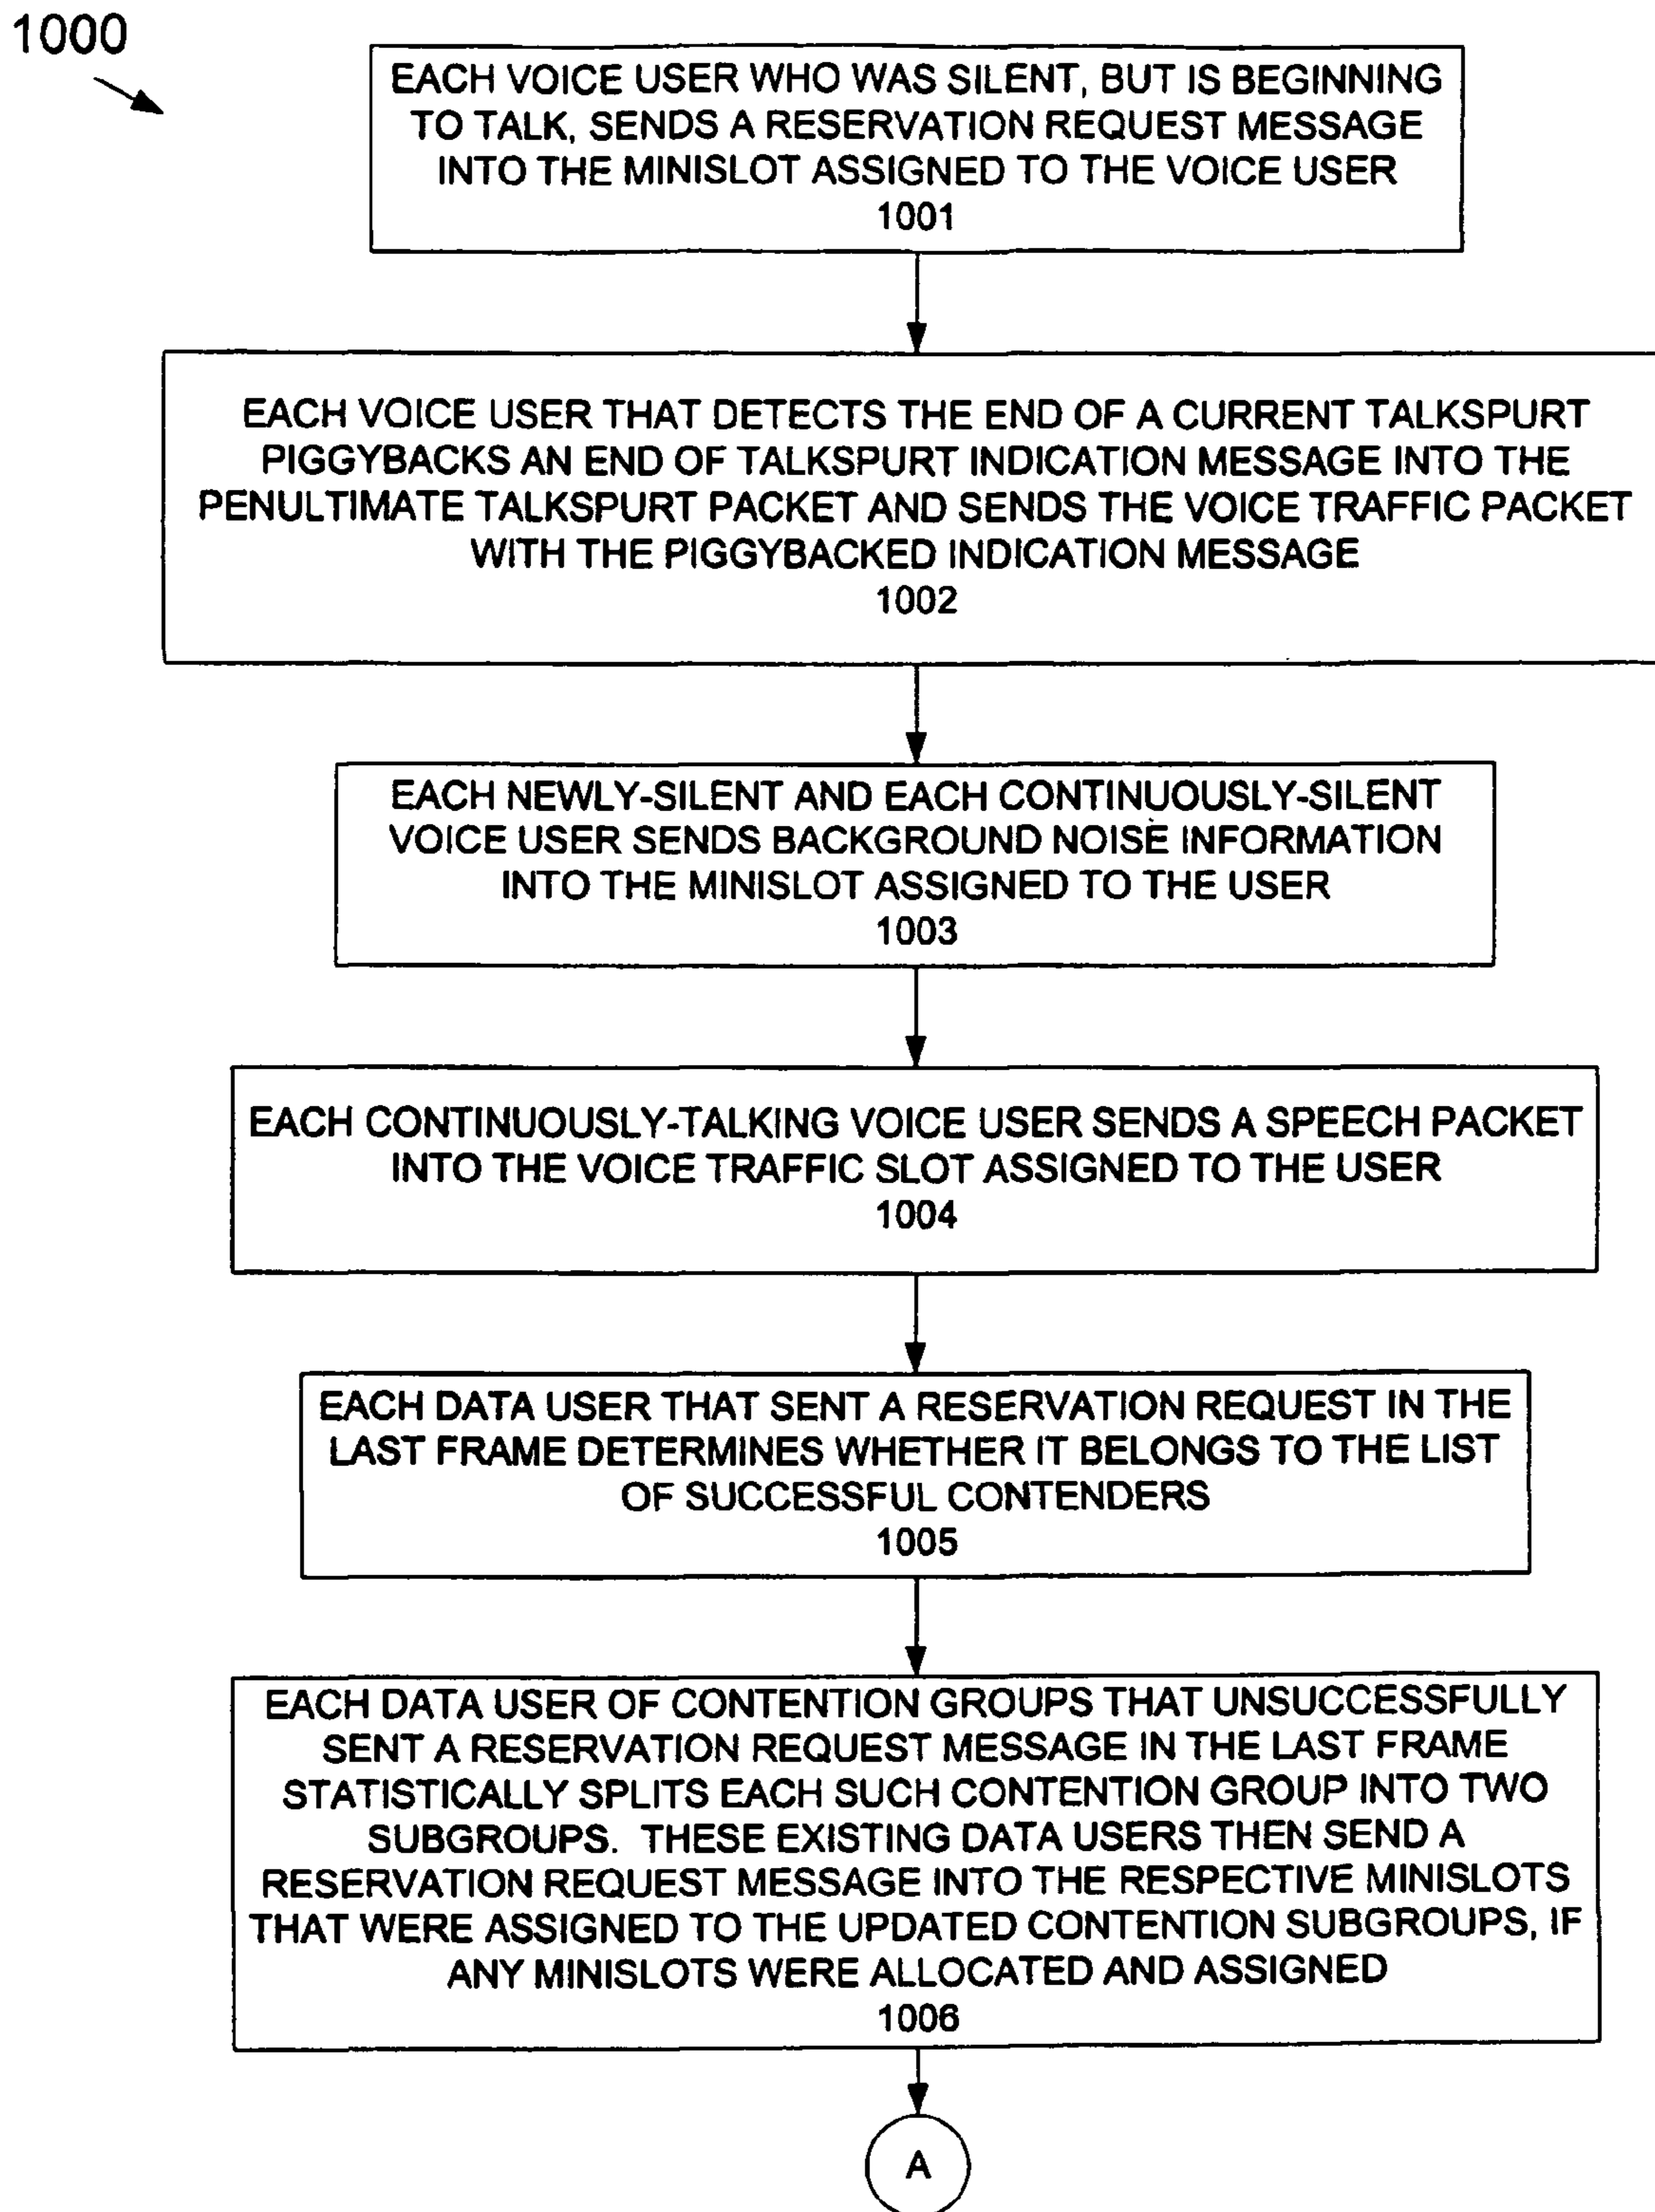 1000
EACH VOICE USER WHO WAS SILENT, BUT IS BEGINNING
TO TALK, SENDS A RESERVATION REQUEST MESSAGE
INTO THE MINISLOT ASSIGNED TO THE VOICE USER
1001
EACH VOICE USER THAT DETECTS THE END OF A CURRENT TALKSPURT
PIGGYBACKS AN END OF TALKSPURT INDICATION MESSAGE INTO THE
PENULTIMATE TALKSPURT PACKET AND SENDS THE VOICE TRAFFIC PACKET
WITH THE PIGGYBACKED INDICATION MESSAGE
1002
EACH NEWLY-SILENT AND EACH CONTINUOUSLY-SILENT
VOICE USER SENDS BACKGROUND NOISE INFORMATION
INTO THE MINISLOT ASSIGNED TO THE USER
1003
EACH CONTINUOUSLY-TALKING VOICE USER SENDS A SPEECH PACKET
INTO THE VOICE TRAFFIC SLOT ASSIGNED TO THE USER
1004
EACH DATA USER THAT SENT A RESERVATION REQUEST IN THE
LAST FRAME DETERMINES WHETHER IT BELONGS TO THE LIST
OF SUCCESSFUL CONTENDERS
1005
EACH DATA USER OF CONTENTION GROUPS THAT UNSUCCESSFULLY
SENT A RESERVATION REQUEST MESSAGE IN THE LAST FRAME
STATISTICALLY SPLITS EACH SUCH CONTENTION GROUP INTO TWO
SUBGROUPS. THESE EXISTING DATA USERS THEN SEND A
RESERVATION REQUEST MESSAGE INTO THE RESPECTIVE MINISLOTS
THAT WERE ASSIGNED TO THE UPDATED CONTENTION SUBGROUPS, IF
ANY MINISLOTS WERE ALLOCATED AND ASSIGNED
1006
A